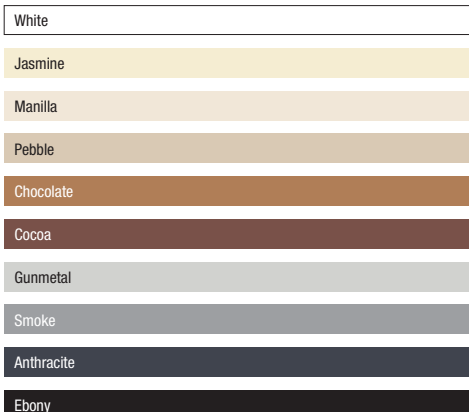 White
Jasmine
Manilla
Pebble
Chocolate
Cocoa
Gunmetal
Smoke
Anthracite
Ebony